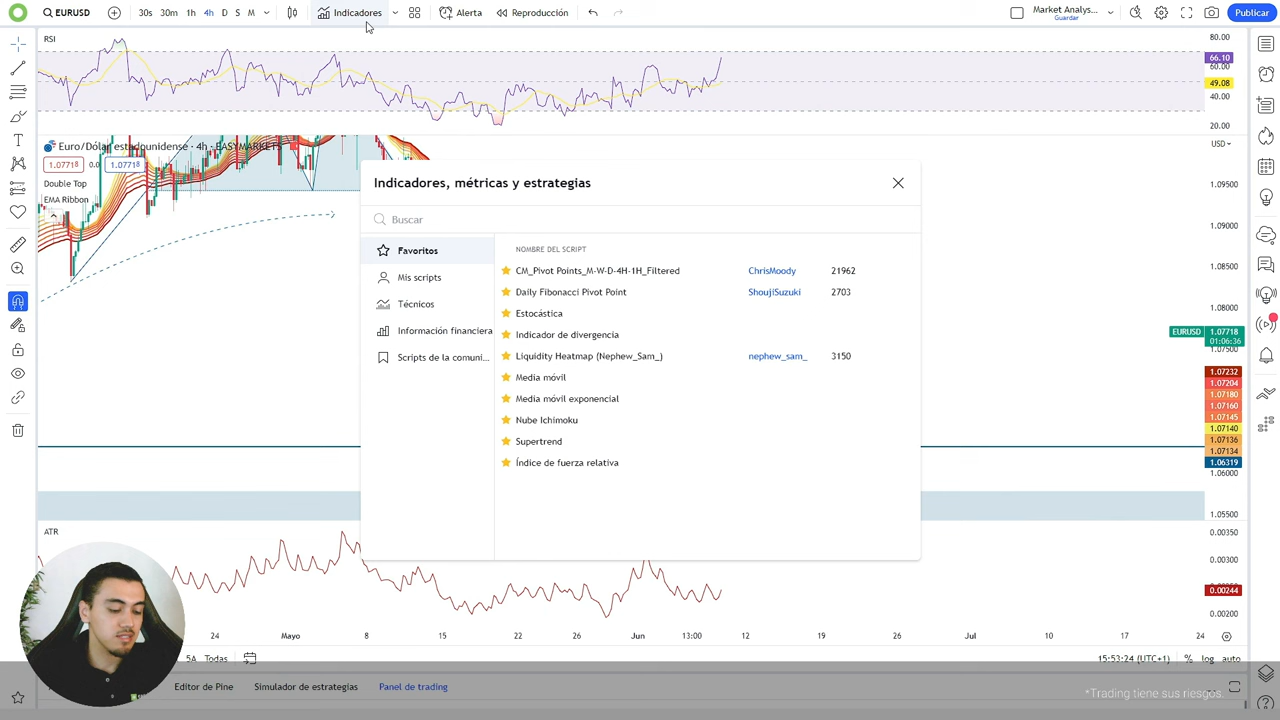 EURUSD
30s 30m 1h 4h D S M
Indicadores
Alerta
Reproducción
Market Analys...
Guardar
Publicar
RSI
80.00
66.10
60.00
49.08
40.00
20.00
Euro/Dólar estadounidense · 4h · EASYMARKETS
USD
1.07718 0.0 1.07718
Double Top
EMA Ribbon
Indicadores, métricas y estrategias
Buscar
Favoritos
Mis scripts
Técnicos
Información financiera
Scripts de la comuni...
NOMBRE DEL SCRIPT
CM_Pivot Points_M-W-D-4H-1H_Filtered ChrisMoody 21962
Daily Fibonacci Pivot Point ShoujiSuzuki 2703
Estocástica
Indicador de divergencia
Liquidity Heatmap (Nephew_Sam_) nephew_sam_ 3150
Media móvil
Media móvil exponencial
Nube Ichimoku
Supertrend
Índice de fuerza relativa
1.09500
1.09000
1.08500
1.08000
EURUSD 1.07718
01:06:36
1.07500
1.07232
1.07204
1.07180
1.07160
1.07145
1.07140
1.07136
1.07134
1.06319
1.06000
1.05500
ATR
0.00350
0.00300
0.00244
0.00200
24 Mayo 8 15 22 26 Jun 13:00 12 19 26 Jul 10 17 24
5A Todas
15:53:24 (UTC+1) % log auto
Editor de Pine Simulador de estrategias Panel de trading
*Trading tiene sus riesgos.